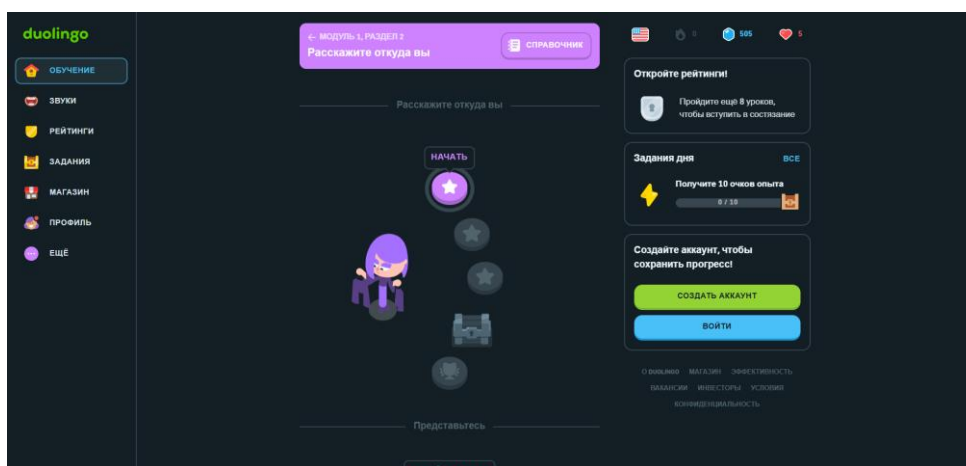 duolingo
ОБУЧЕНИЕ
ЗВУКИ
РЕЙТИНГИ
ЗАДАНИЯ
МАГАЗИН
ПРОФИЛЬ
ЕЩЁ
← МОДУЛЬ 1, РАЗДЕЛ 2
Расскажите откуда вы
СПРАВОЧНИК
Расскажите откуда вы
НАЧАТЬ
Представьтесь
0
505
5
Откройте рейтинги!
Пройдите ещё 8 уроков,
чтобы вступить в состязание
Задания дня
ВСЕ
Получите 10 очков опыта
0 / 10
Создайте аккаунт, чтобы
сохранить прогресс!
СОЗДАТЬ АККАУНТ
ВОЙТИ
О DUOLINGO МАГАЗИН ЭФФЕКТИВНОСТЬ
ВАКАНСИИ ИНВЕСТОРЫ УСЛОВИЯ
КОНФИДЕНЦИАЛЬНОСТЬ